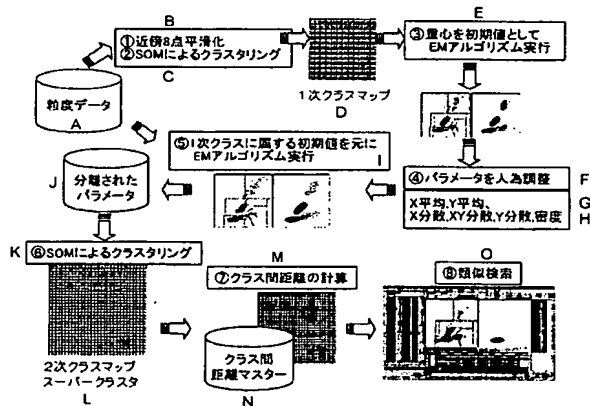 B
①近傍8点平滑化
②SOMによるクラスタリング
C
粒度データ
A
1次クラスマップ
D
E
③重心を初期値として
EMアルゴリズム実行
④パラメータを人為調整
F
X平均,Y平均、
G
X分散,XY分散,Y分散,密度
H
⑤1次クラスに属する初期値を元に
EMアルゴリズム実行
I
J
分離された
パラメータ
K
⑥SOMによるクラスタリング
2次クラスマップ
スーパークラスタ
L
M
⑦クラス間距離の計算
クラス間
距離マスター
N
O
⑧類似検索